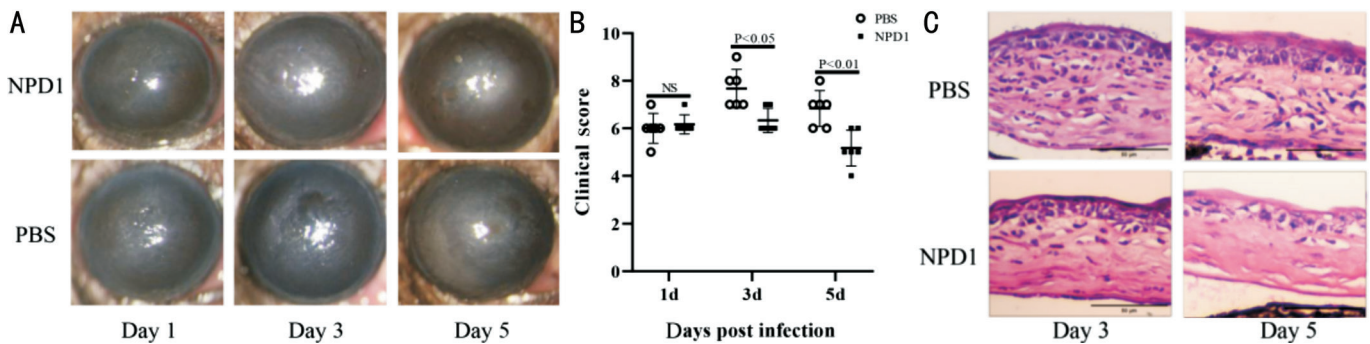 A
NPD1
PBS
Day 1
Day 3
Day 5
B
PBS
NPD1
Clinical score
10
8
6
4
2
0
NS
P<0.05
P<0.01
1d
3d
5d
Days post infection
C
PBS
NPD1
Day 3
Day 5